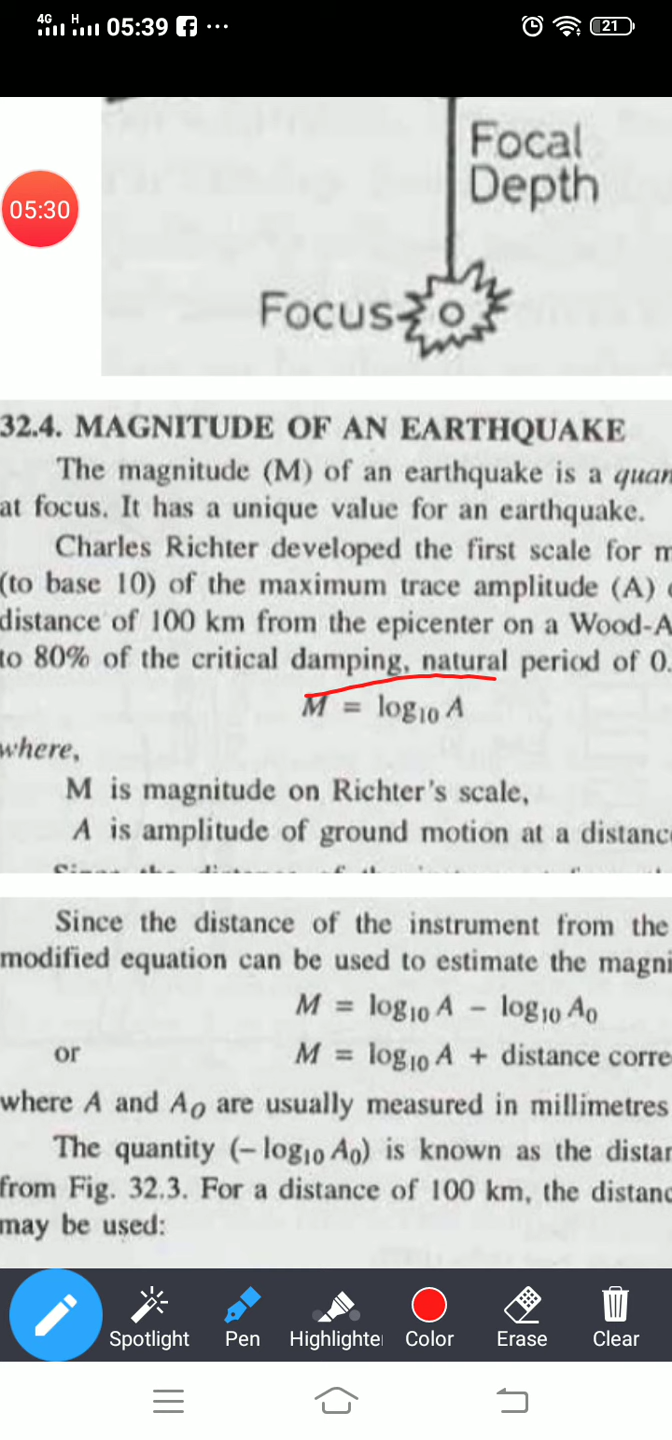 4G H 05:39
21
Focal
Depth
05:30
Focus
32.4. MAGNITUDE OF AN EARTHQUAKE
The magnitude (M) of an earthquake is a quan
at focus. It has a unique value for an earthquake.
Charles Richter developed the first scale for m
(to base 10) of the maximum trace amplitude (A)
distance of 100 km from the epicenter on a Wood-A
to 80% of the critical damping, natural period of 0.
M = log10 A
where,
M is magnitude on Richter's scale,
A is amplitude of ground motion at a distanc
Since the distance of the instrument from the
modified equation can be used to estimate the magni
M = log10 A − log10 A0
or M = log10 A + distance corre
where A and AO are usually measured in millimetres
The quantity (− log10 A0) is known as the distan
from Fig. 32.3. For a distance of 100 km, the distanc
may be used:
Spotlight Pen Highlighte Color Erase Clear